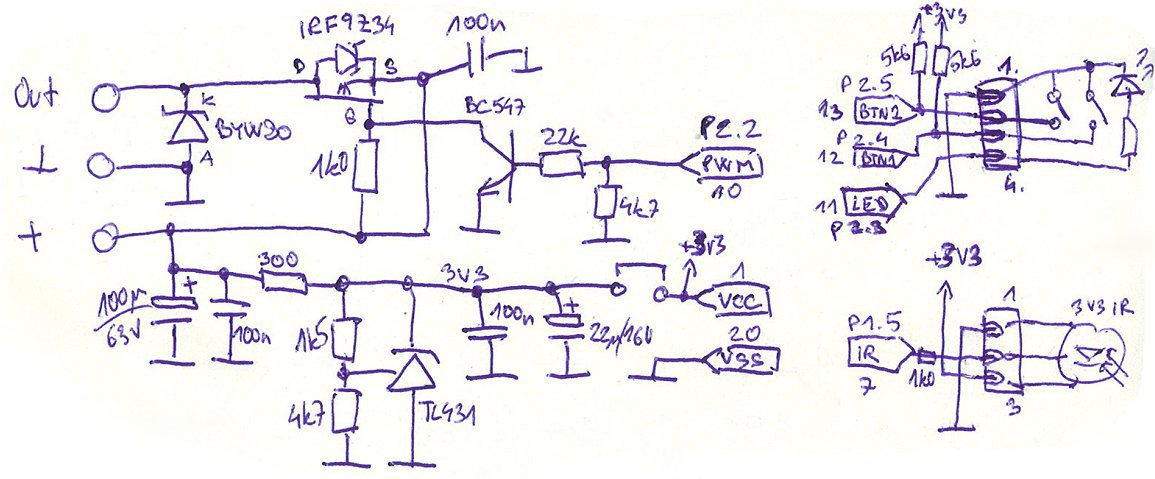 IRF9Z34
100n
D
S
G
Out
K
BYW80
A
⊥
1k0
BC547
22k
P2.2
PWM
10
4k7
+
300
3V3
+3V3
1
VCC
100µ
63V
+
100n
1k5
100n
+
22µ/16V
20
VSS
4k7
TL431
+3V3
5k6
5k6
1.
P2.5
13 BTN2
P2.4
12 BTN1
11 LED
P2.3
4.
+3V3
1
3V3 IR
P1.5
IR
7
1k0
3